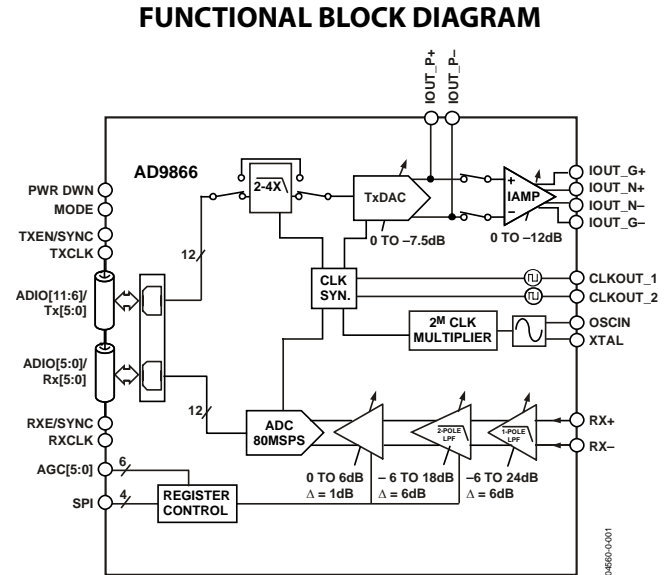 FUNCTIONAL BLOCK DIAGRAM
IOUT_P+
IOUT_P–
AD9866
PWR DWN
MODE
TXEN/SYNC
TXCLK
ADIO[11:6]/
Tx[5:0]
ADIO[5:0]/
Rx[5:0]
RXE/SYNC
RXCLK
AGC[5:0]
SPI
12
2-4X
TxDAC
0 TO –7.5dB
+
IAMP
–
0 TO –12dB
IOUT_G+
IOUT_N+
IOUT_N–
IOUT_G–
CLK
SYN.
CLKOUT_1
CLKOUT_2
2M CLK
MULTIPLIER
OSCIN
XTAL
12
ADC
80MSPS
2-POLE
LPF
1-POLE
LPF
RX+
RX–
0 TO 6dB
Δ = 1dB
– 6 TO 18dB
Δ = 6dB
–6 TO 24dB
Δ = 6dB
6
4
REGISTER
CONTROL
04560-0-001